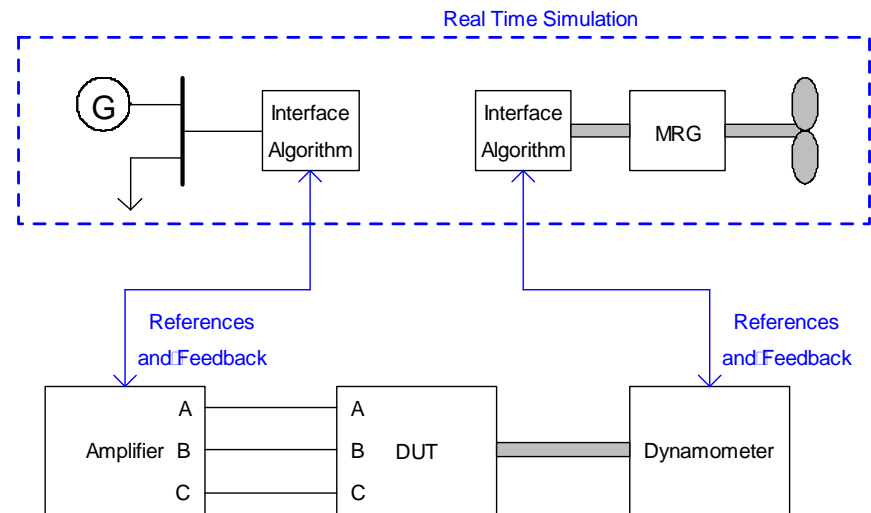 Real Time Simulation
G
Interface
Algorithm
Interface
Algorithm
MRG
References
and Feedback
References
and Feedback
A
Amplifier B
C
A
B DUT
C
Dynamometer